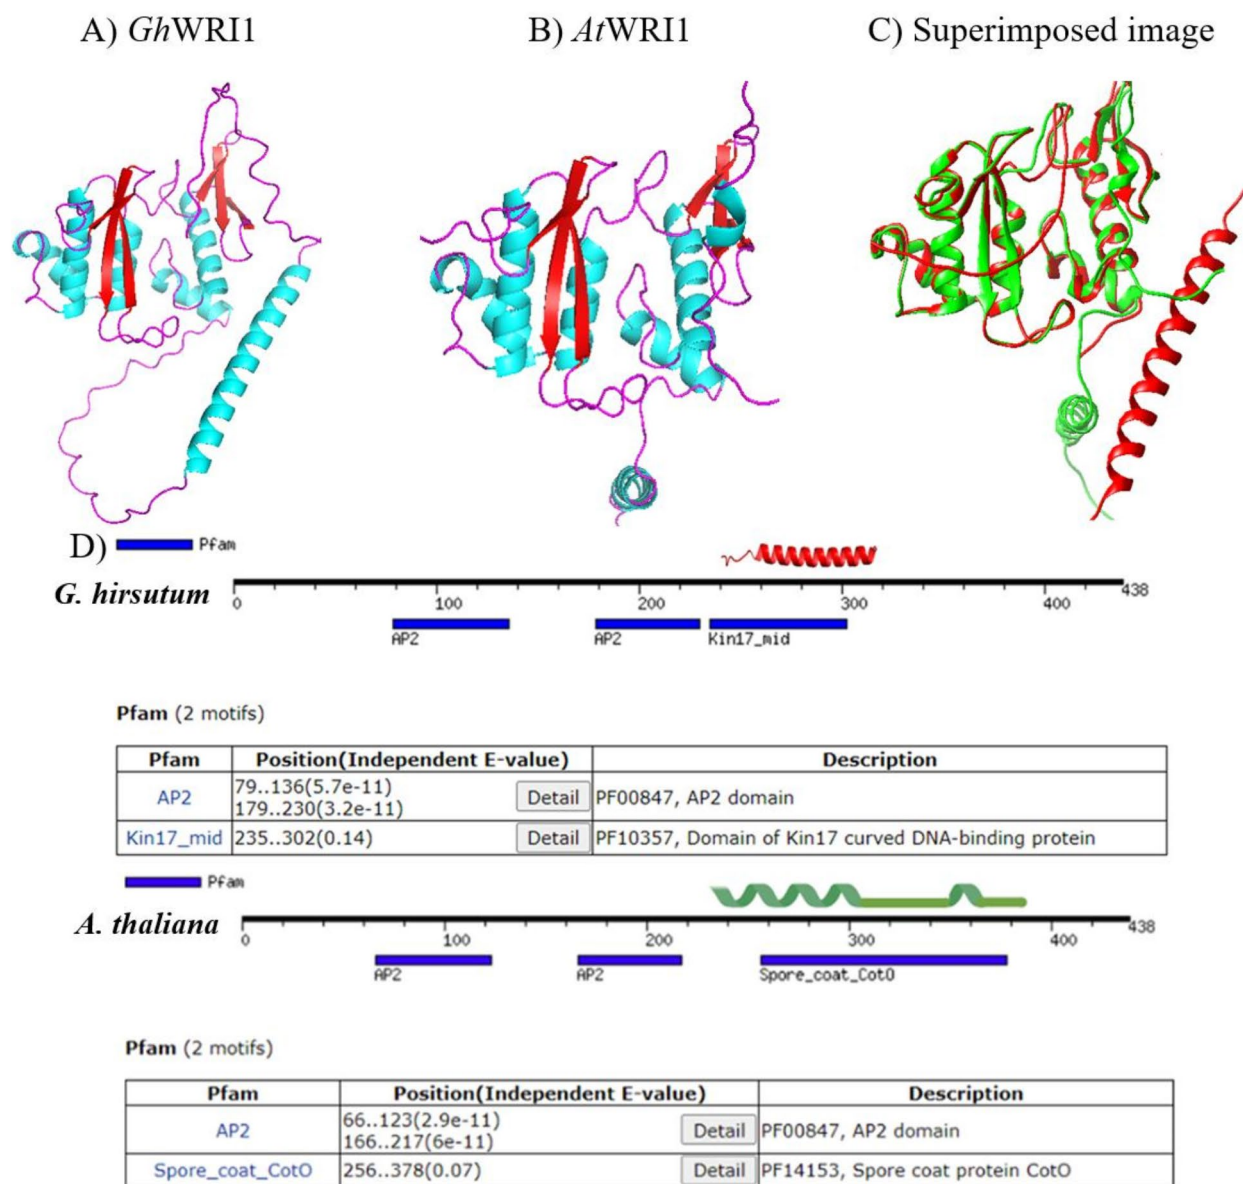 A) GhWRI1 B) AtWRI1 C) Superimposed image
D) Pfam
G. hirsutum
0 100 200 300 400 438
AP2 AP2 Kin17_mid
Pfam (2 motifs)
Pfam Position(Independent E-value) Description
AP2 79..136(5.7e-11) Detail PF00847, AP2 domain
179..230(3.2e-11)
Kin17_mid 235..302(0.14) Detail PF10357, Domain of Kin17 curved DNA-binding protein
Pfam
A. thaliana
0 100 200 300 400 438
AP2 AP2 Spore_coat_CotO
Pfam (2 motifs)
Pfam Position(Independent E-value) Description
AP2 66..123(2.9e-11) Detail PF00847, AP2 domain
166..217(6e-11)
Spore_coat_CotO 256..378(0.07) Detail PF14153, Spore coat protein CotO